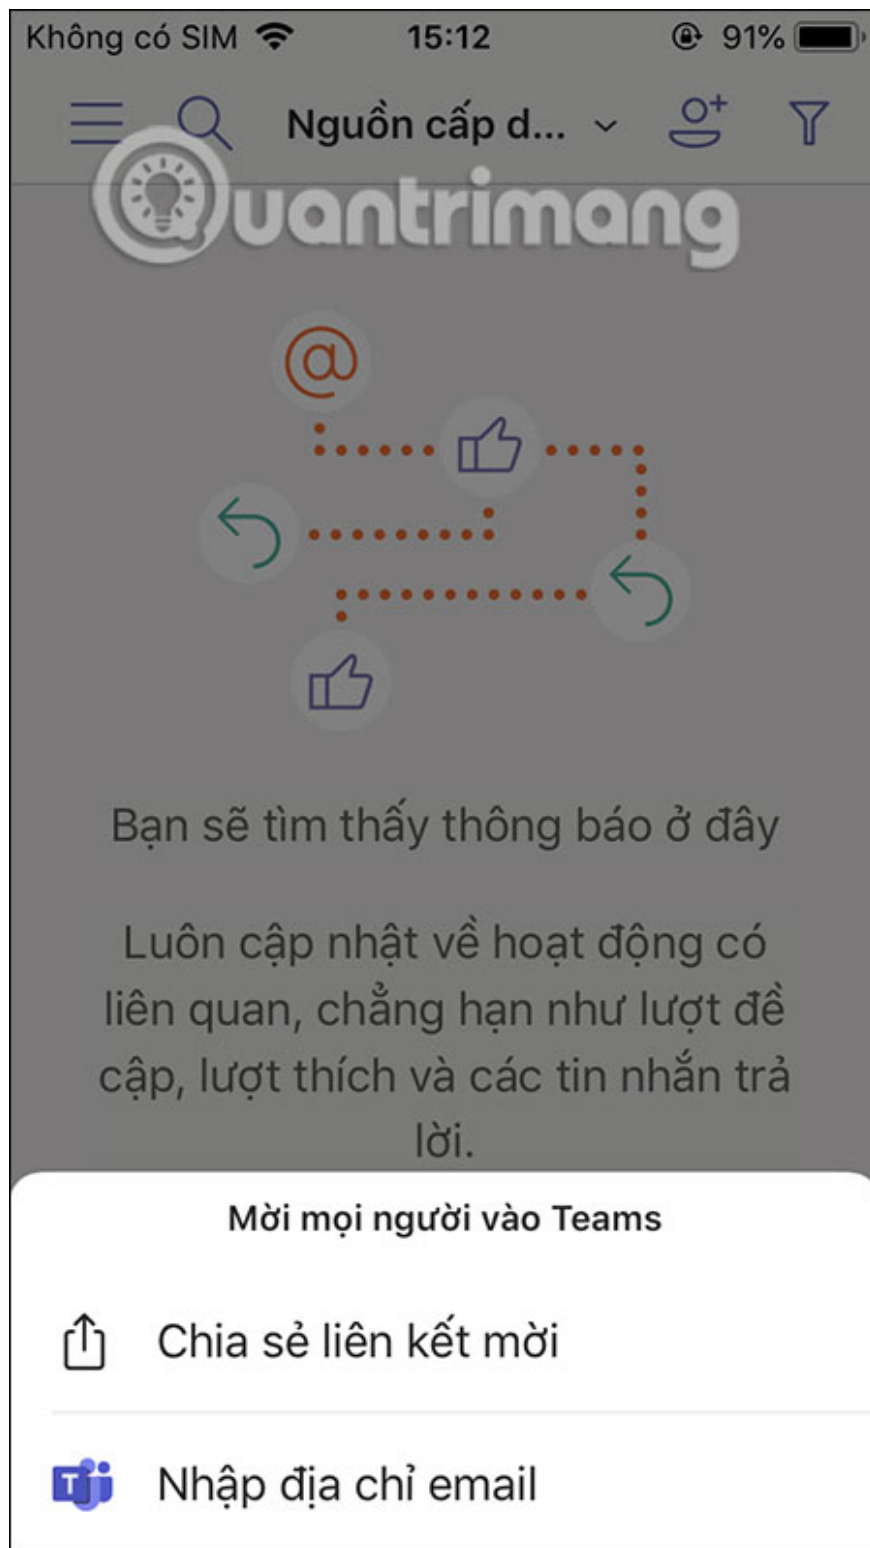 Không có SIM 15:12 91%
Nguồn cấp d...
Quantrimang
Bạn sẽ tìm thấy thông báo ở đây
Luôn cập nhật về hoạt động có
liên quan, chẳng hạn như lượt đề
cập, lượt thích và các tin nhắn trả
lời.
Mời mọi người vào Teams
Chia sẻ liên kết mời
Nhập địa chỉ email